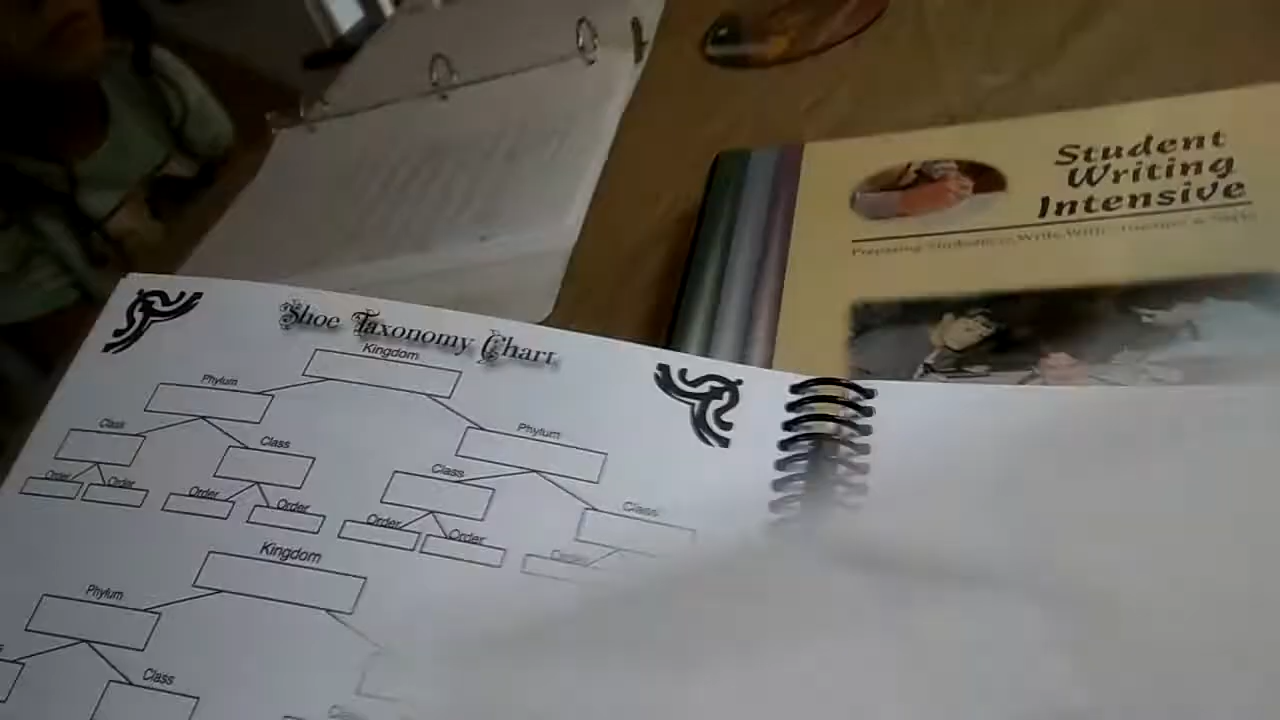 Student
Writing
Intensive
Shoe Taxonomy Chart
Kingdom
Phylum
Phylum
Class
Class
Class
Class
Order
Order
Order
Order
Order
Order
Order
Kingdom
Phylum
Class